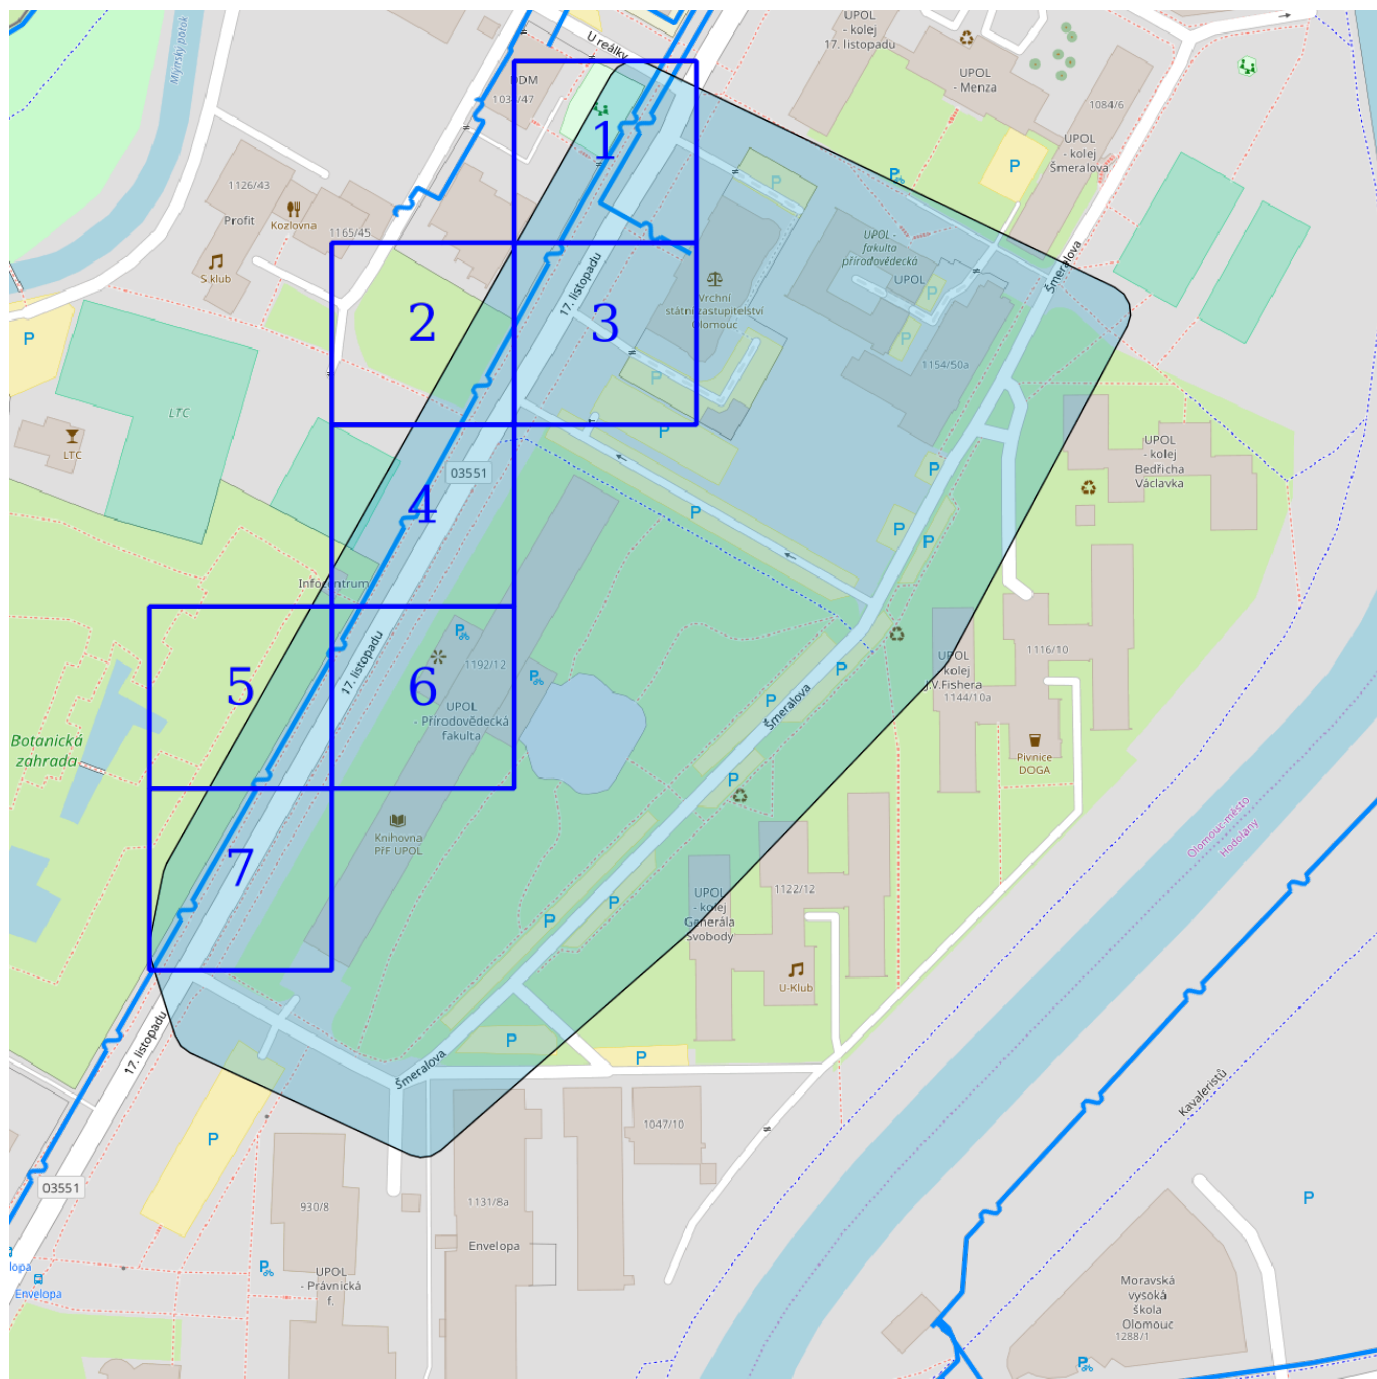 Mlýnský potok
U reálky
UPOL
- kolej
17. listopadu
DDM
UPOL
- Menza
1084/6
1
UPOL
- kolej
Šmeralova
P
P
P
1126/43
Profit
Kozlovna
1165/45
S klub
UPOL -
fakulta
přírodovědecká
UPOL
Šmeralova
17. listopadu
Vrchní
státní zastupitelství
Olomouc
P
P
P
2
3
1154/50a
P
LTC
LTC
P
03551
UPOL
- kolej
Bedřicha
Václavka
P
4
P
P
P
Infocentrum
17. listopadu
P
5
6
1192/12
P
UPOL
- Přírodovědecká
fakulta
P
P
Šmeralova
UPOL
- kolej
J.V.Fishera
1144/10a
1116/10
Botanická
zahrada
Pivnice
DOGA
P
Olomouc-město
Hodolany
Knihovna
PřF UPOL
7
1122/12
UPOL
- kolej
Generála
Svobody
P
P
U-Klub
17. listopadu
Šmeralova
P
P
Kavaleristů
P
1047/10
03551
930/8
1131/8a
P
Envelopa
P
lopa
Envelopa
UPOL
- Právnická
f.
Moravská
vysoká
škola
Olomouc
1288/1
P